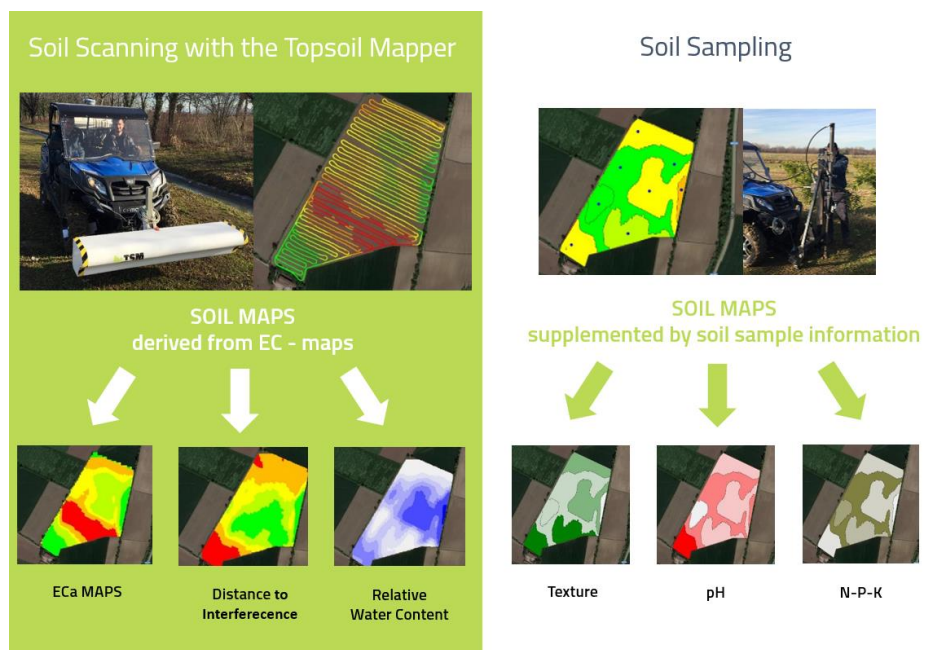 Soil Scanning with the Topsoil Mapper
Soil Sampling
TSM
SOIL MAPS
derived from EC - maps
SOIL MAPS
supplemented by soil sample information
ECa MAPS
Distance to
Interferecence
Relative
Water Content
Texture
pH
N-P-K